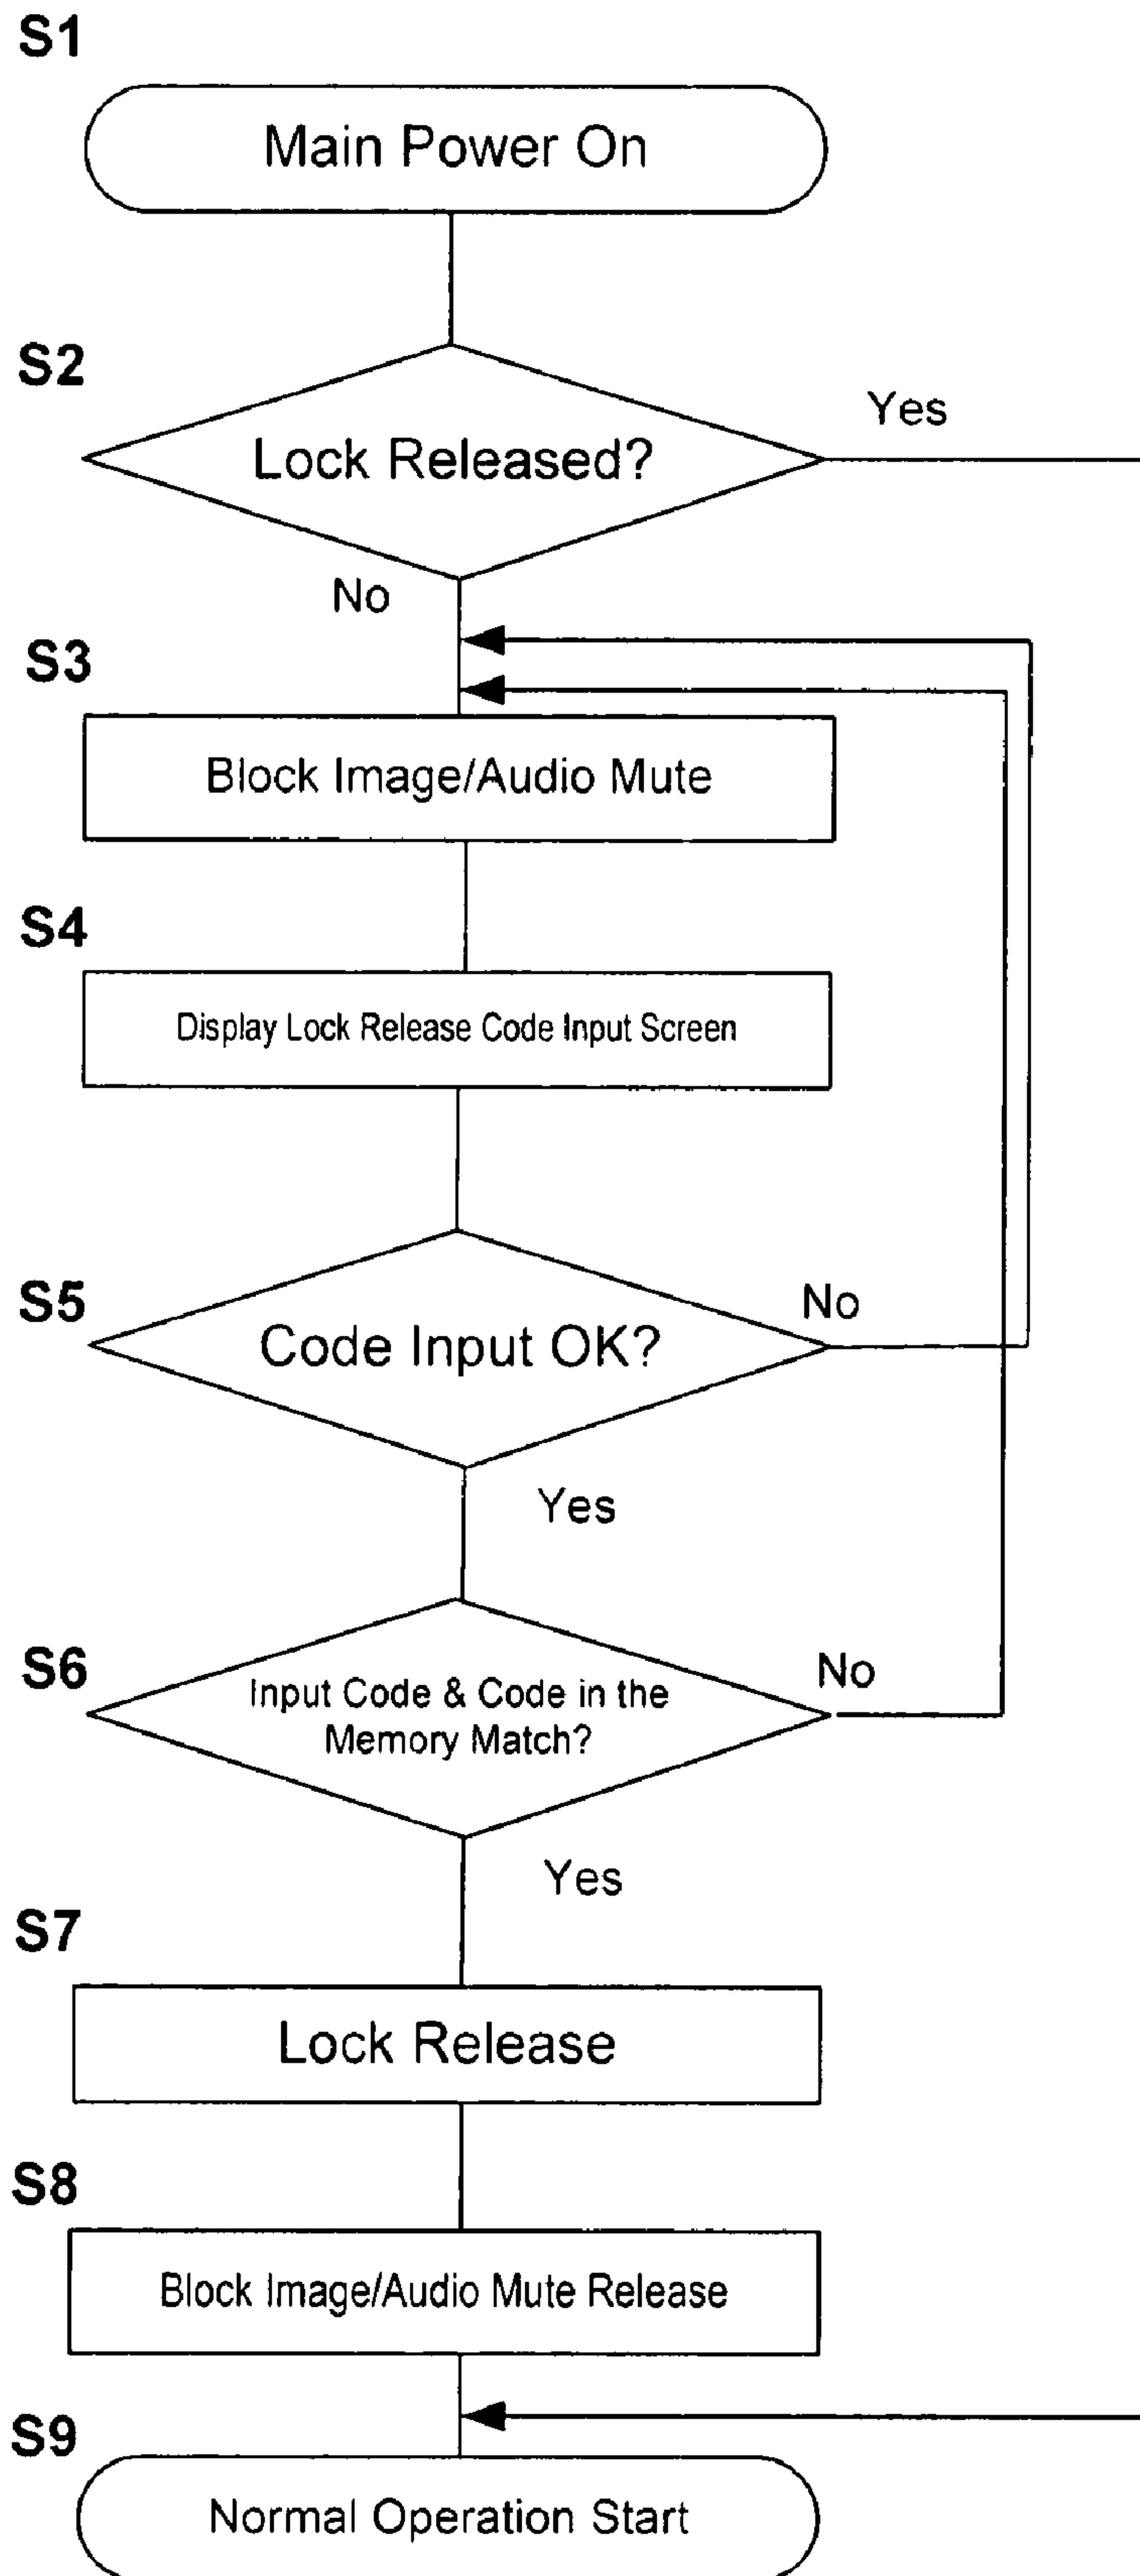 S1
Main Power On
S2
Yes
Lock Released?
No
S3
Block Image/Audio Mute
S4
Display Lock Release Code Input Screen
S5
No
Code Input OK?
Yes
S6
No
Input Code & Code in the
Memory Match?
Yes
S7
Lock Release
S8
Block Image/Audio Mute Release
S9
Normal Operation Start